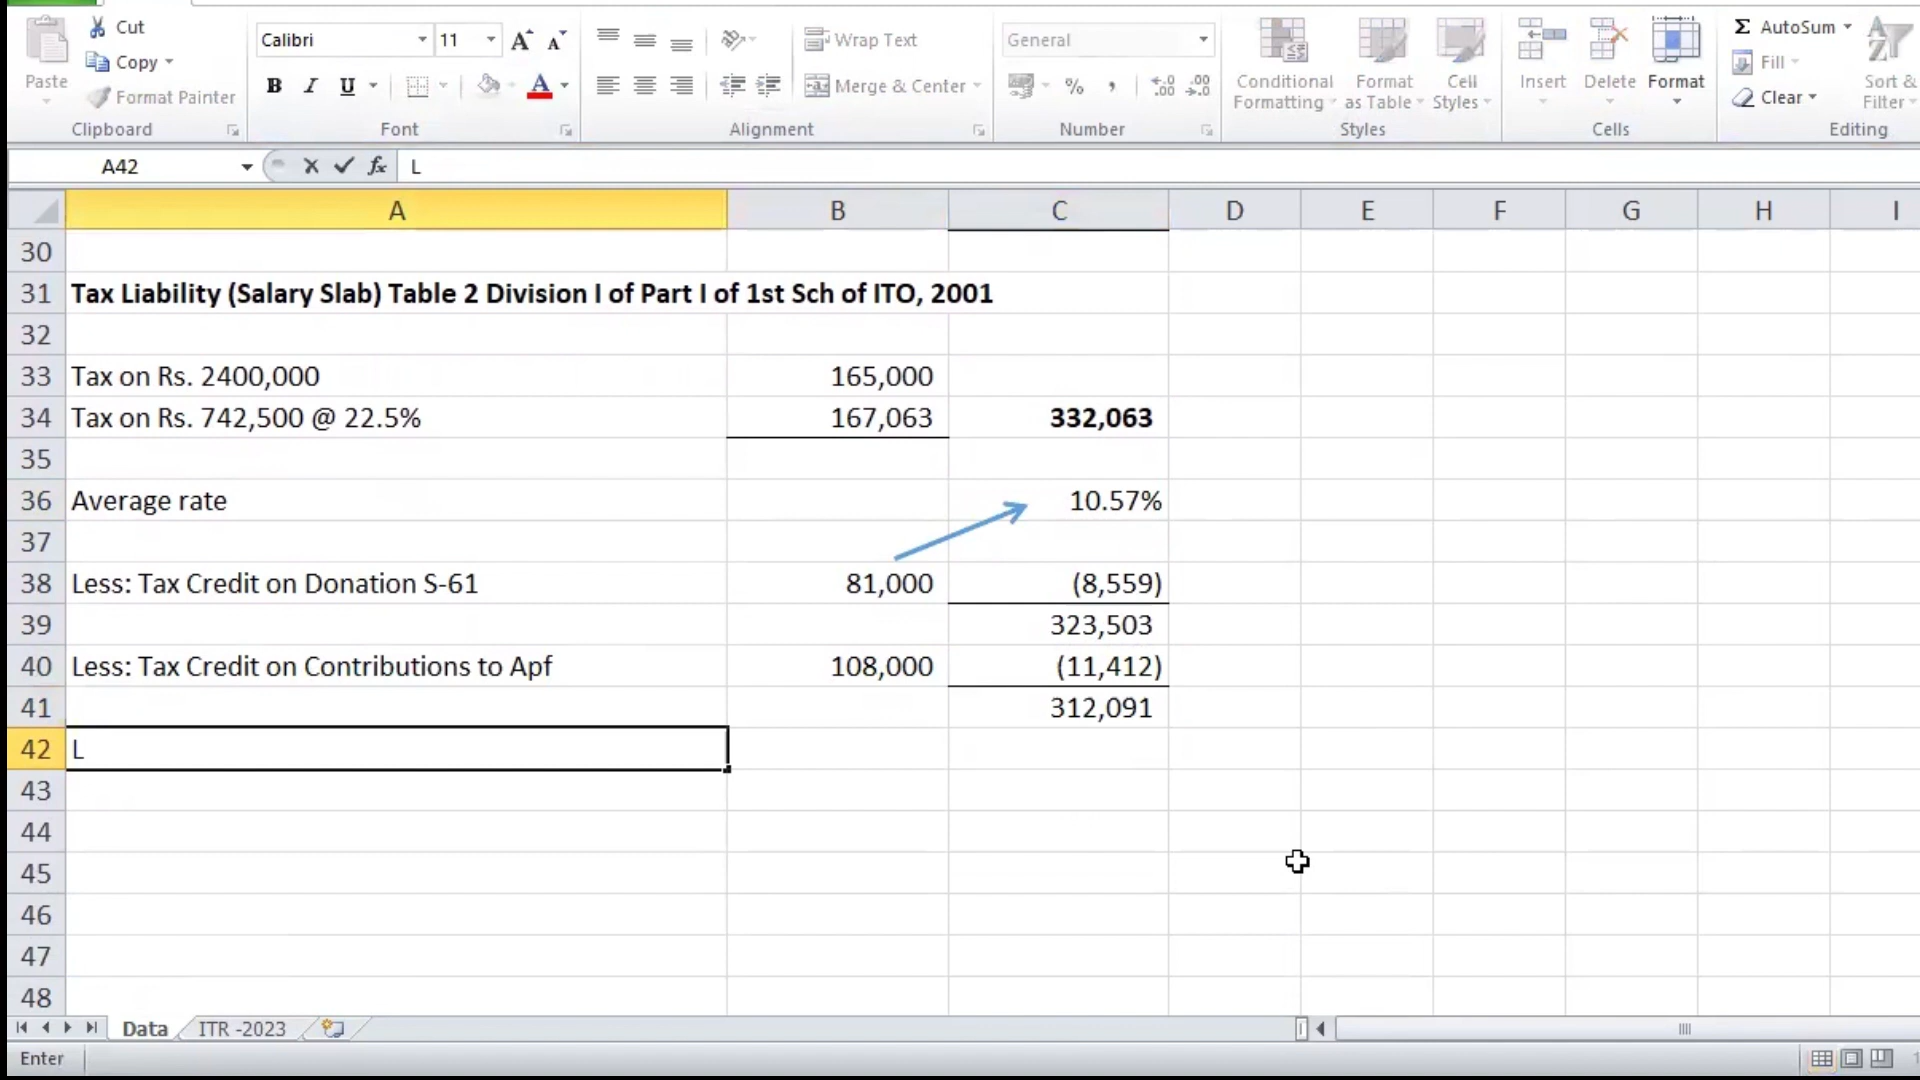 Cut
Calibri 11 A A Wrap Text General Σ AutoSum
Copy Fill
Paste Conditional Format Cell Insert Delete Format Sort &
B I U A Merge & Center % , .0 .00 .00 .0 Formatting as Table Styles Filter
Format Painter Clear
Clipboard Font Alignment Number Styles Cells Editing
A42 fx L
A B C D E F G H I
30
31 Tax Liability (Salary Slab) Table 2 Division I of Part I of 1st Sch of ITO, 2001
32
33 Tax on Rs. 2400,000 165,000
34 Tax on Rs. 742,500 @ 22.5% 167,063 332,063
35
36 Average rate 10.57%
37
38 Less: Tax Credit on Donation S-61 81,000 (8,559)
39 323,503
40 Less: Tax Credit on Contributions to Apf 108,000 (11,412)
41 312,091
42 L
43
44
45
46
47
48
Data ITR -2023
Enter